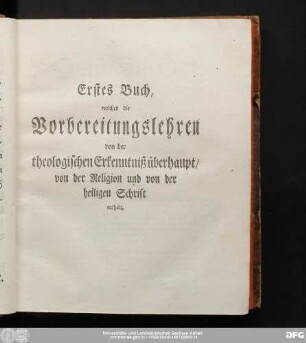 Erstes Buch,
welches die
Vorbereitungslehren
von der
theologischen Erkenntniß überhaupt/
von der Religion und von der
heiligen Schrift
enthält.
DFG